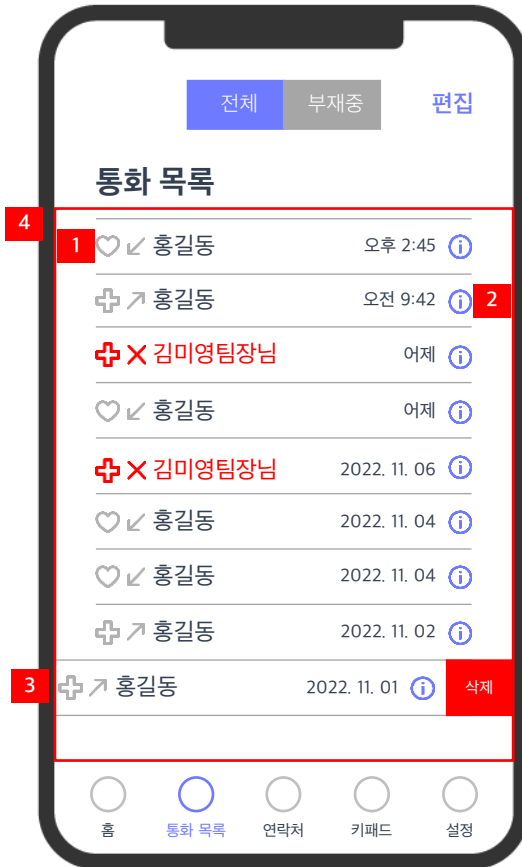 전체 부재중 편집
통화 목록
4
1 홍길동 오후 2:45
홍길동 오전 9:42 2
김미영팀장님 어제
홍길동 어제
김미영팀장님 2022. 11. 06
홍길동 2022. 11. 04
홍길동 2022. 11. 04
홍길동 2022. 11. 02
3 홍길동 2022. 11. 01 삭제
홈 통화 목록 연락처 키패드 설정